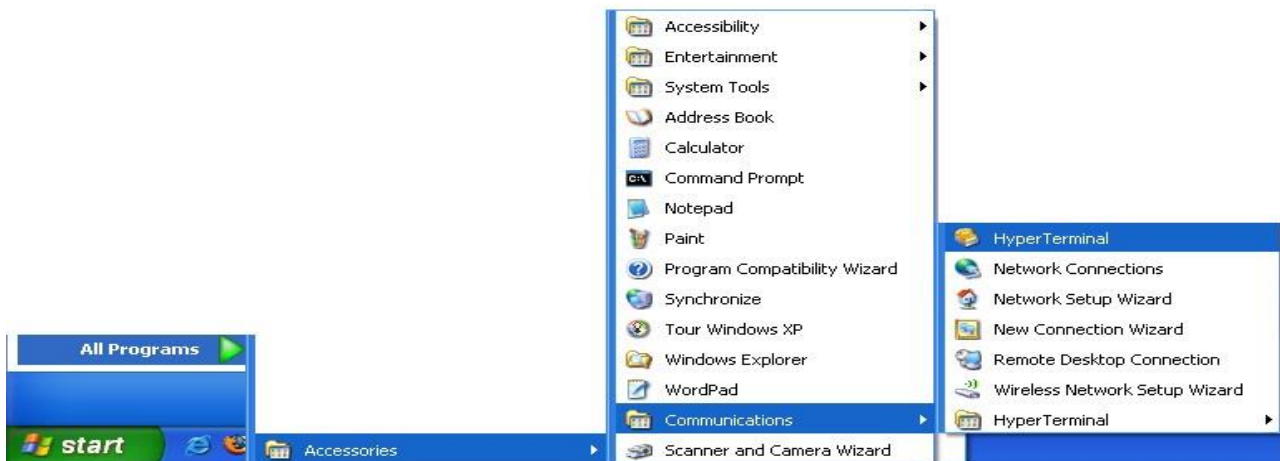 All Programs
start
Accessories
Accessibility
Entertainment
System Tools
Address Book
Calculator
C:\
Command Prompt
Notepad
Paint
Program Compatibility Wizard
Synchronize
Tour Windows XP
Windows Explorer
WordPad
Communications
Scanner and Camera Wizard
HyperTerminal
Network Connections
Network Setup Wizard
New Connection Wizard
Remote Desktop Connection
Wireless Network Setup Wizard
HyperTerminal